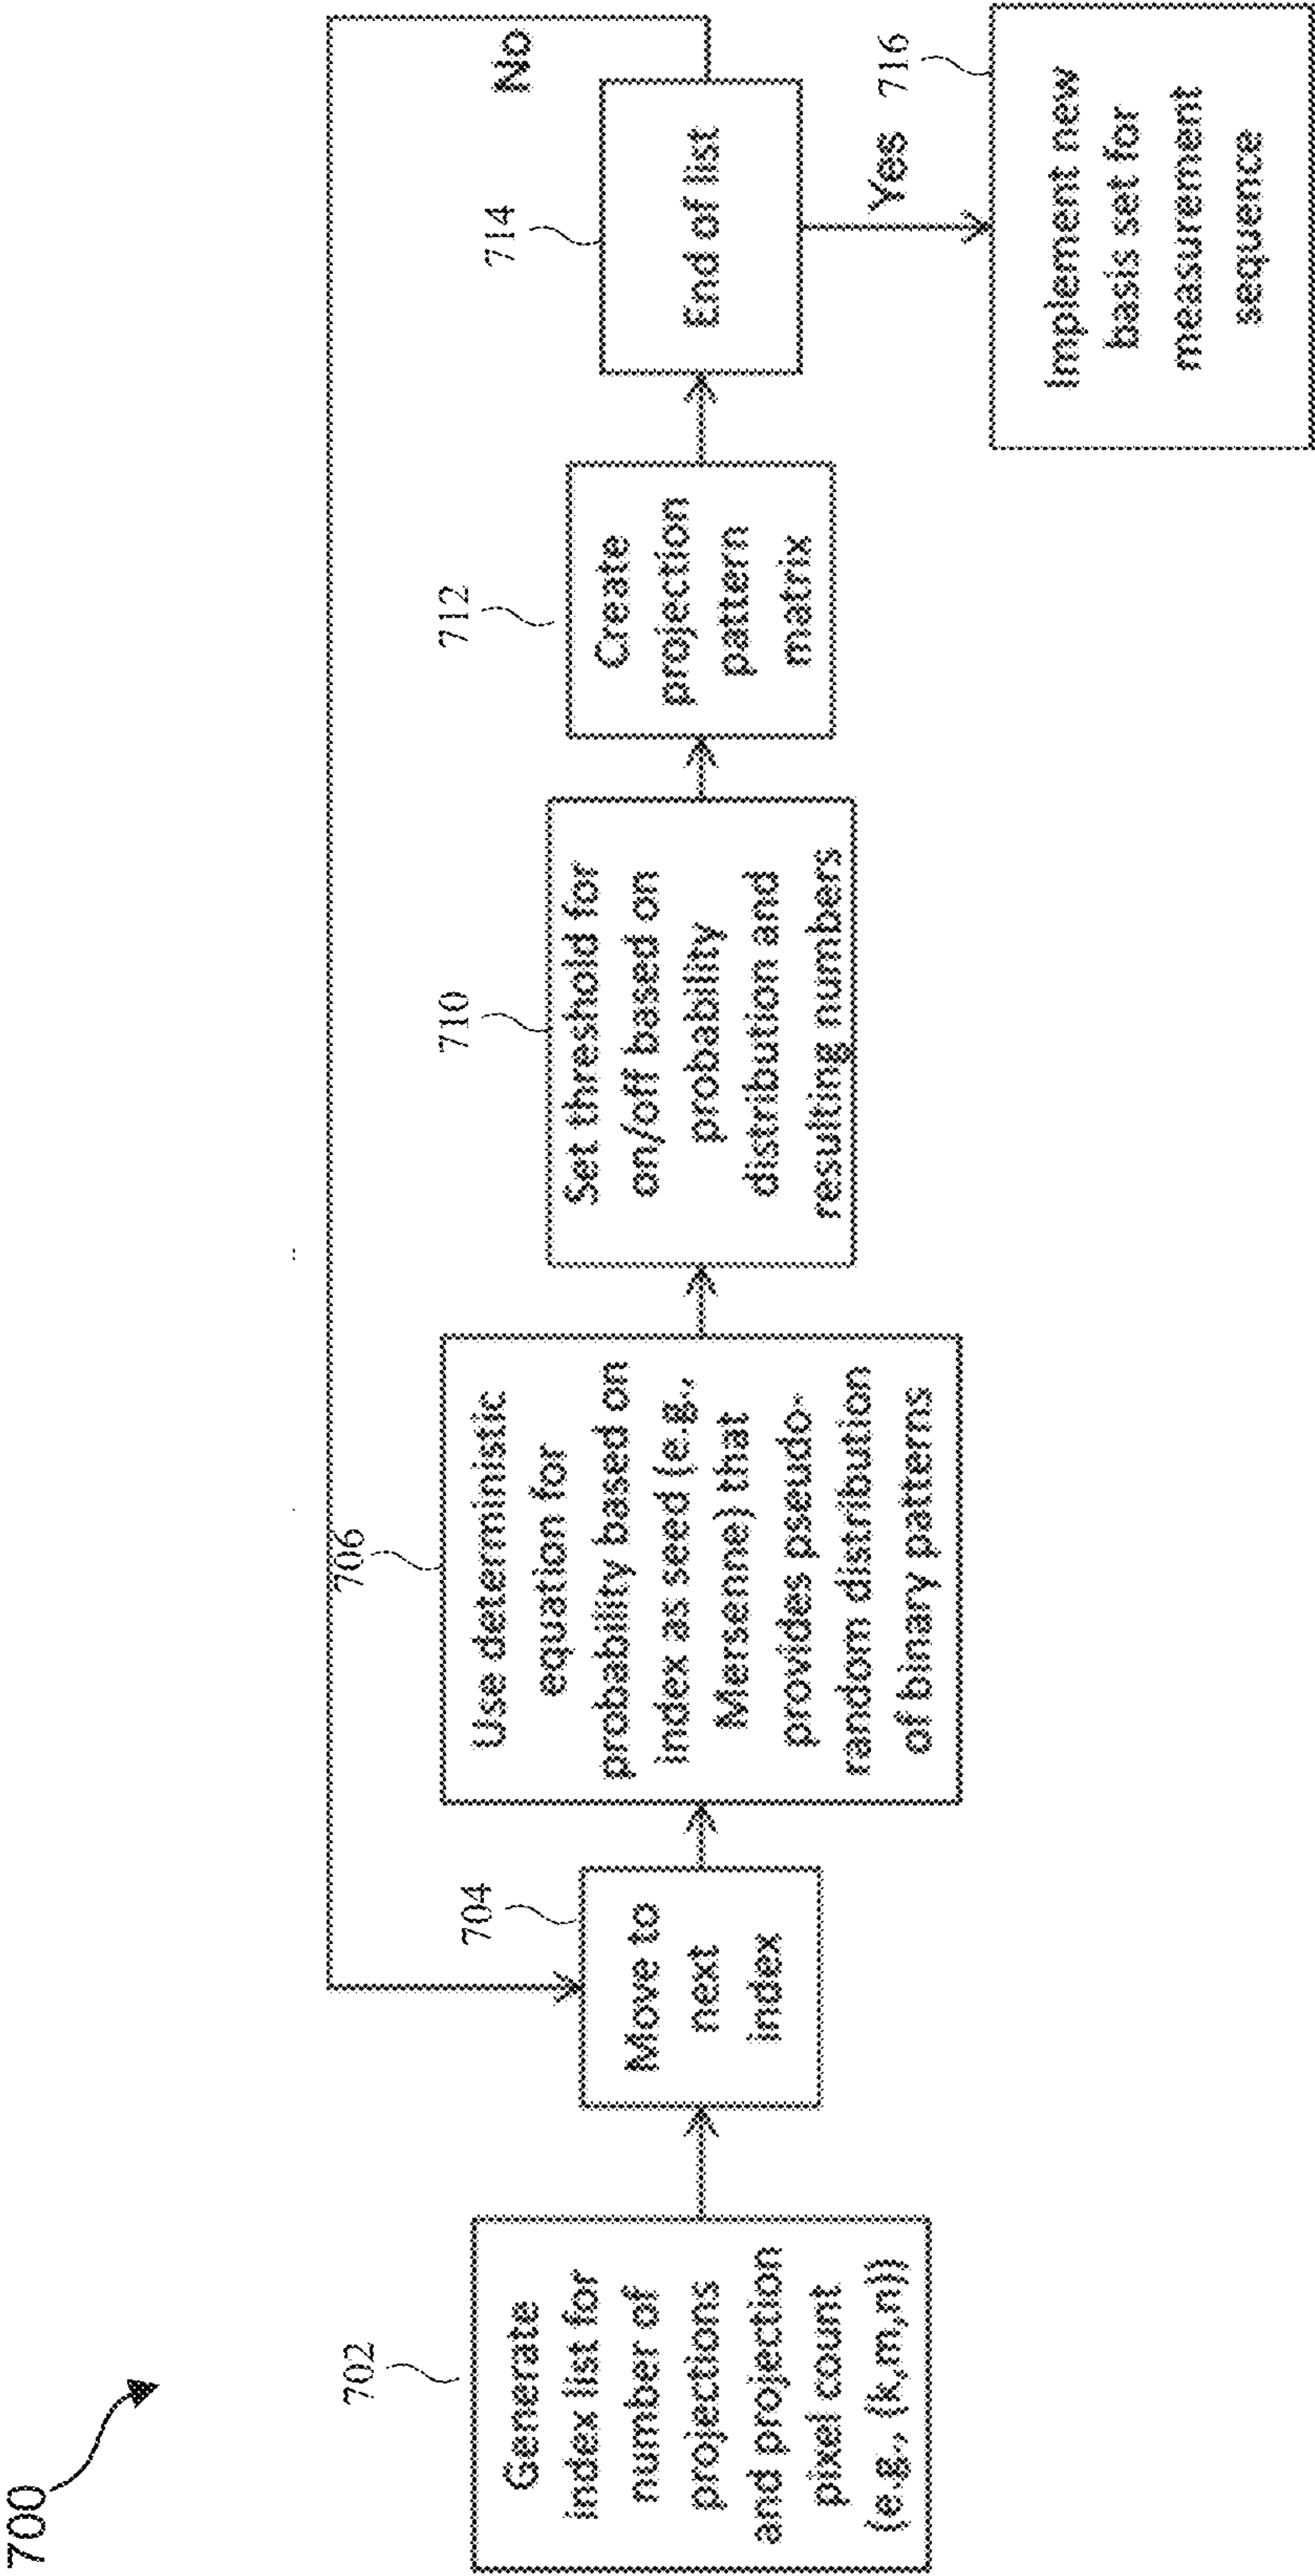 700
702
Generate
index list for
number of
projections
and projection
pixel count
(e.g., (k,m,n))
704
Move to
next
index
706
Use deterministic
equation for
probability based on
index as seed (e.g.,
Mersenne) that
provides pseudo-
random distribution
of binary patterns
710
Set threshold for
on/off based on
probability
distribution and
resulting numbers
712
Create
projection
pattern
matrix
714
End of list
No
Yes
716
Implement new
basis set for
measurement
sequence